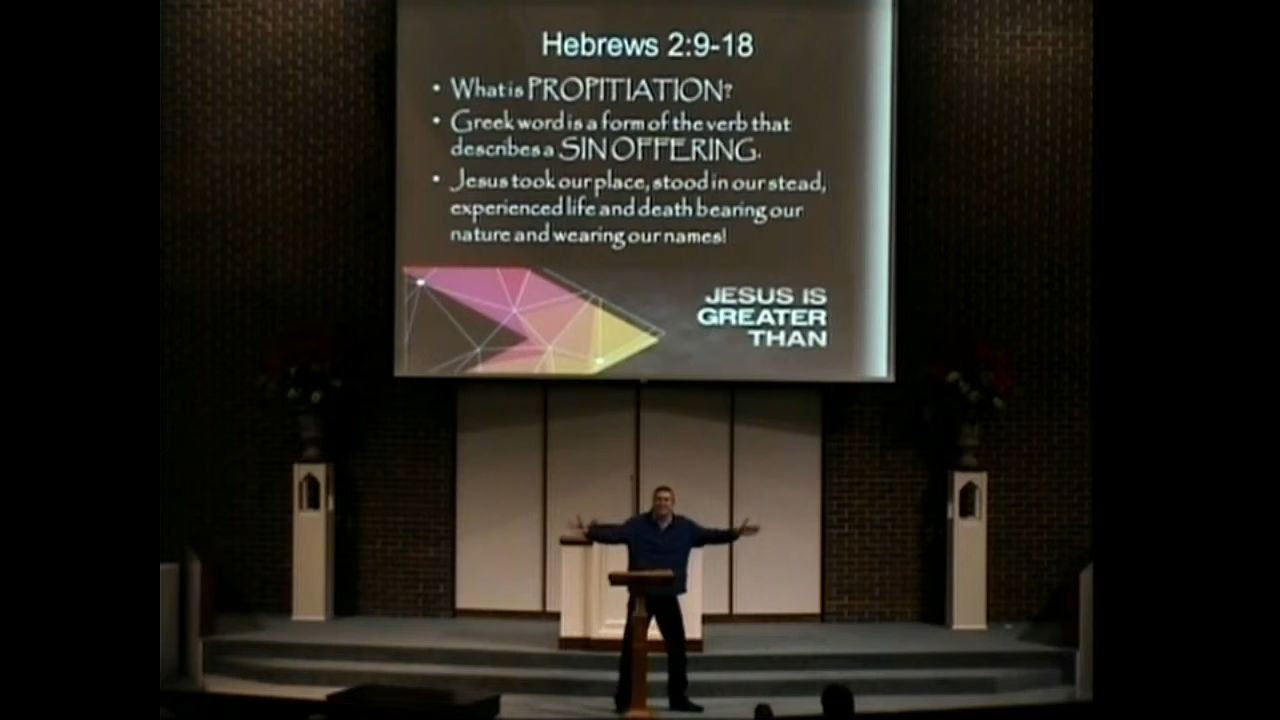 Hebrews 2:9-18
• What is PROPITIATION?
• Greek word is a form of the verb that
describes a SIN OFFERING.
• Jesus took our place, stood in our stead,
experienced life and death bearing our
nature and wearing our names!
JESUS IS
GREATER
THAN